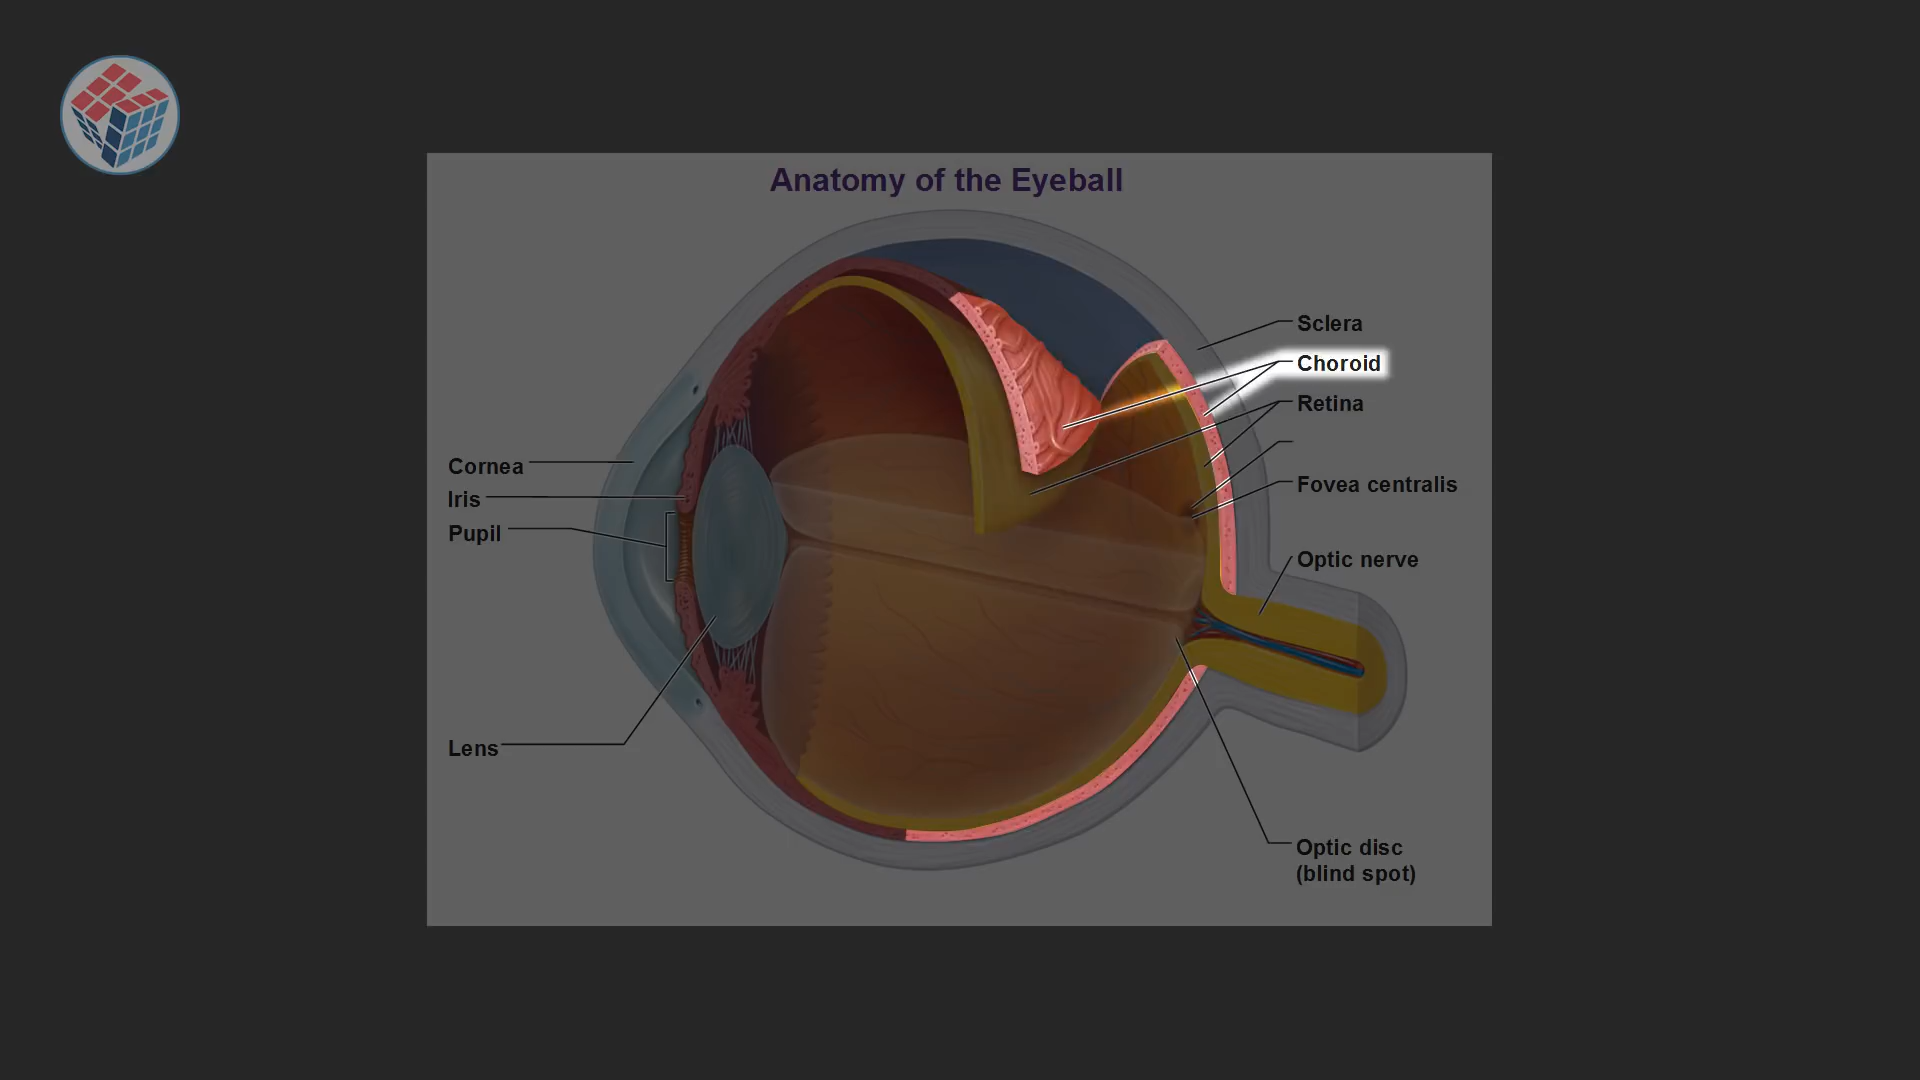 Anatomy of the Eyeball
Sclera
Choroid
Retina
Cornea
Iris
Pupil
Fovea centralis
Optic nerve
Lens
Optic disc
(blind spot)